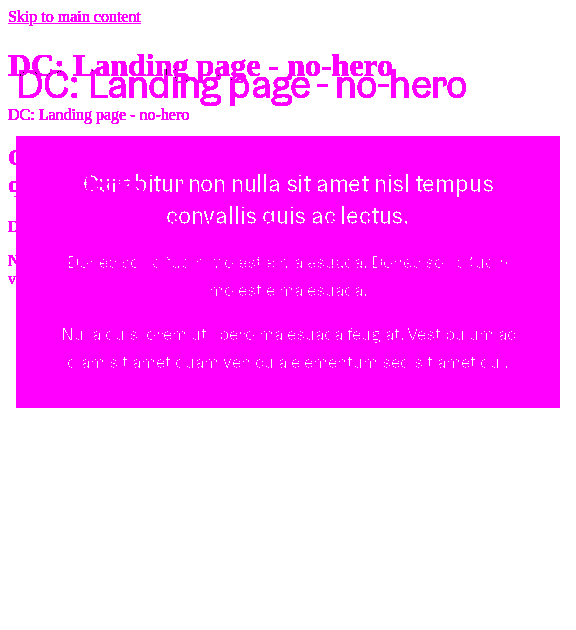 Skip to main content
DC: Landing page - no-hero
DC: Landing page - no-hero
DC: Landing page - no-hero
Curabitur non nulla sit amet nisl tempus
convallis quis ac lectus.
Donec sollicitudin molestie malesuada. Donec sollicitudin
molestie malesuada.
Nulla quis lorem ut libero malesuada feugiat. Vestibulum ac
diam sit amet quam vehicula elementum sed sit amet dui.